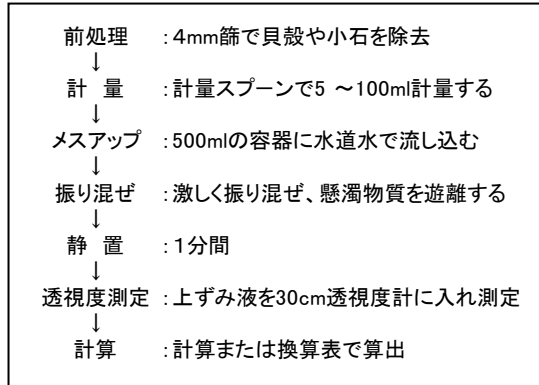 前処理 :4mm篩で貝殻や小石を除去
↓
計 量 :計量スプーンで5 ～100ml計量する
↓
メスアップ :500mlの容器に水道水で流し込む
↓
振り混ぜ :激しく振り混ぜ、懸濁物質を遊離する
↓
静 置 :1分間
↓
透視度測定 :上ずみ液を30cm透視度計に入れ測定
↓
計算 :計算または換算表で算出